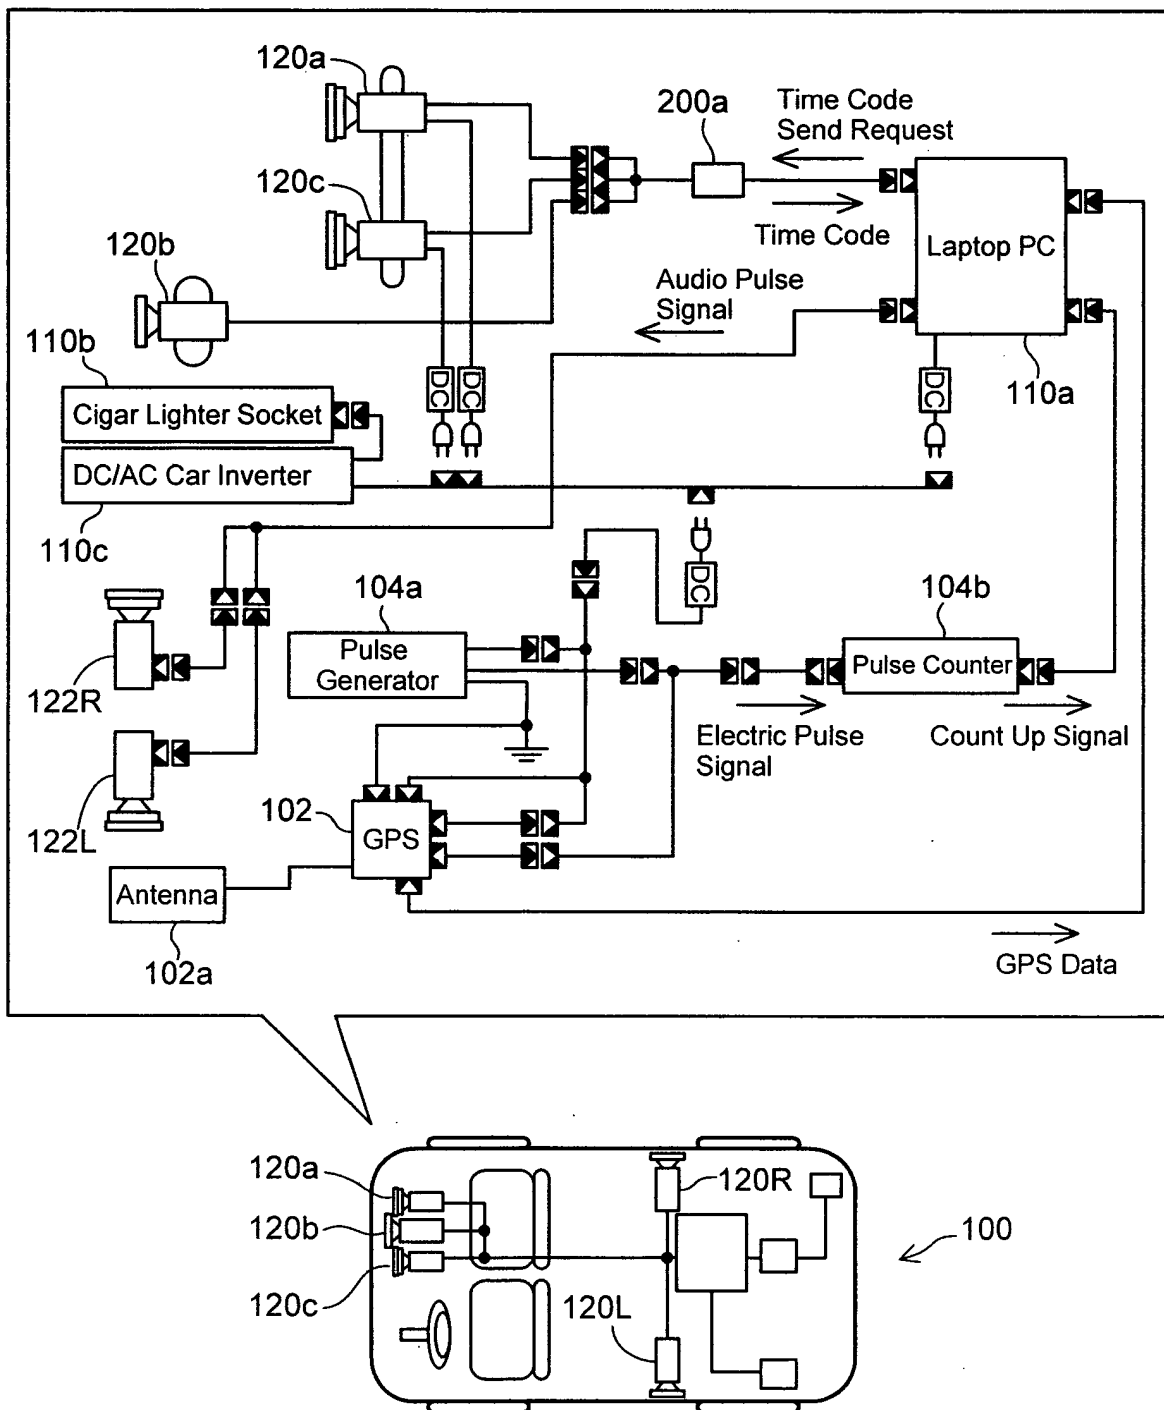 120a
200a
Time Code
Send Request
120c
Time Code
Laptop PC
120b
Audio Pulse
Signal
110b
DC
DC
DC
110a
Cigar Lighter Socket
DC/AC Car Inverter
110c
104a
DC
104b
Pulse
Generator
Pulse Counter
122R
Electric Pulse
Signal
Count Up Signal
102
GPS
122L
Antenna
102a
GPS Data
120a
120R
120b
100
120c
120L